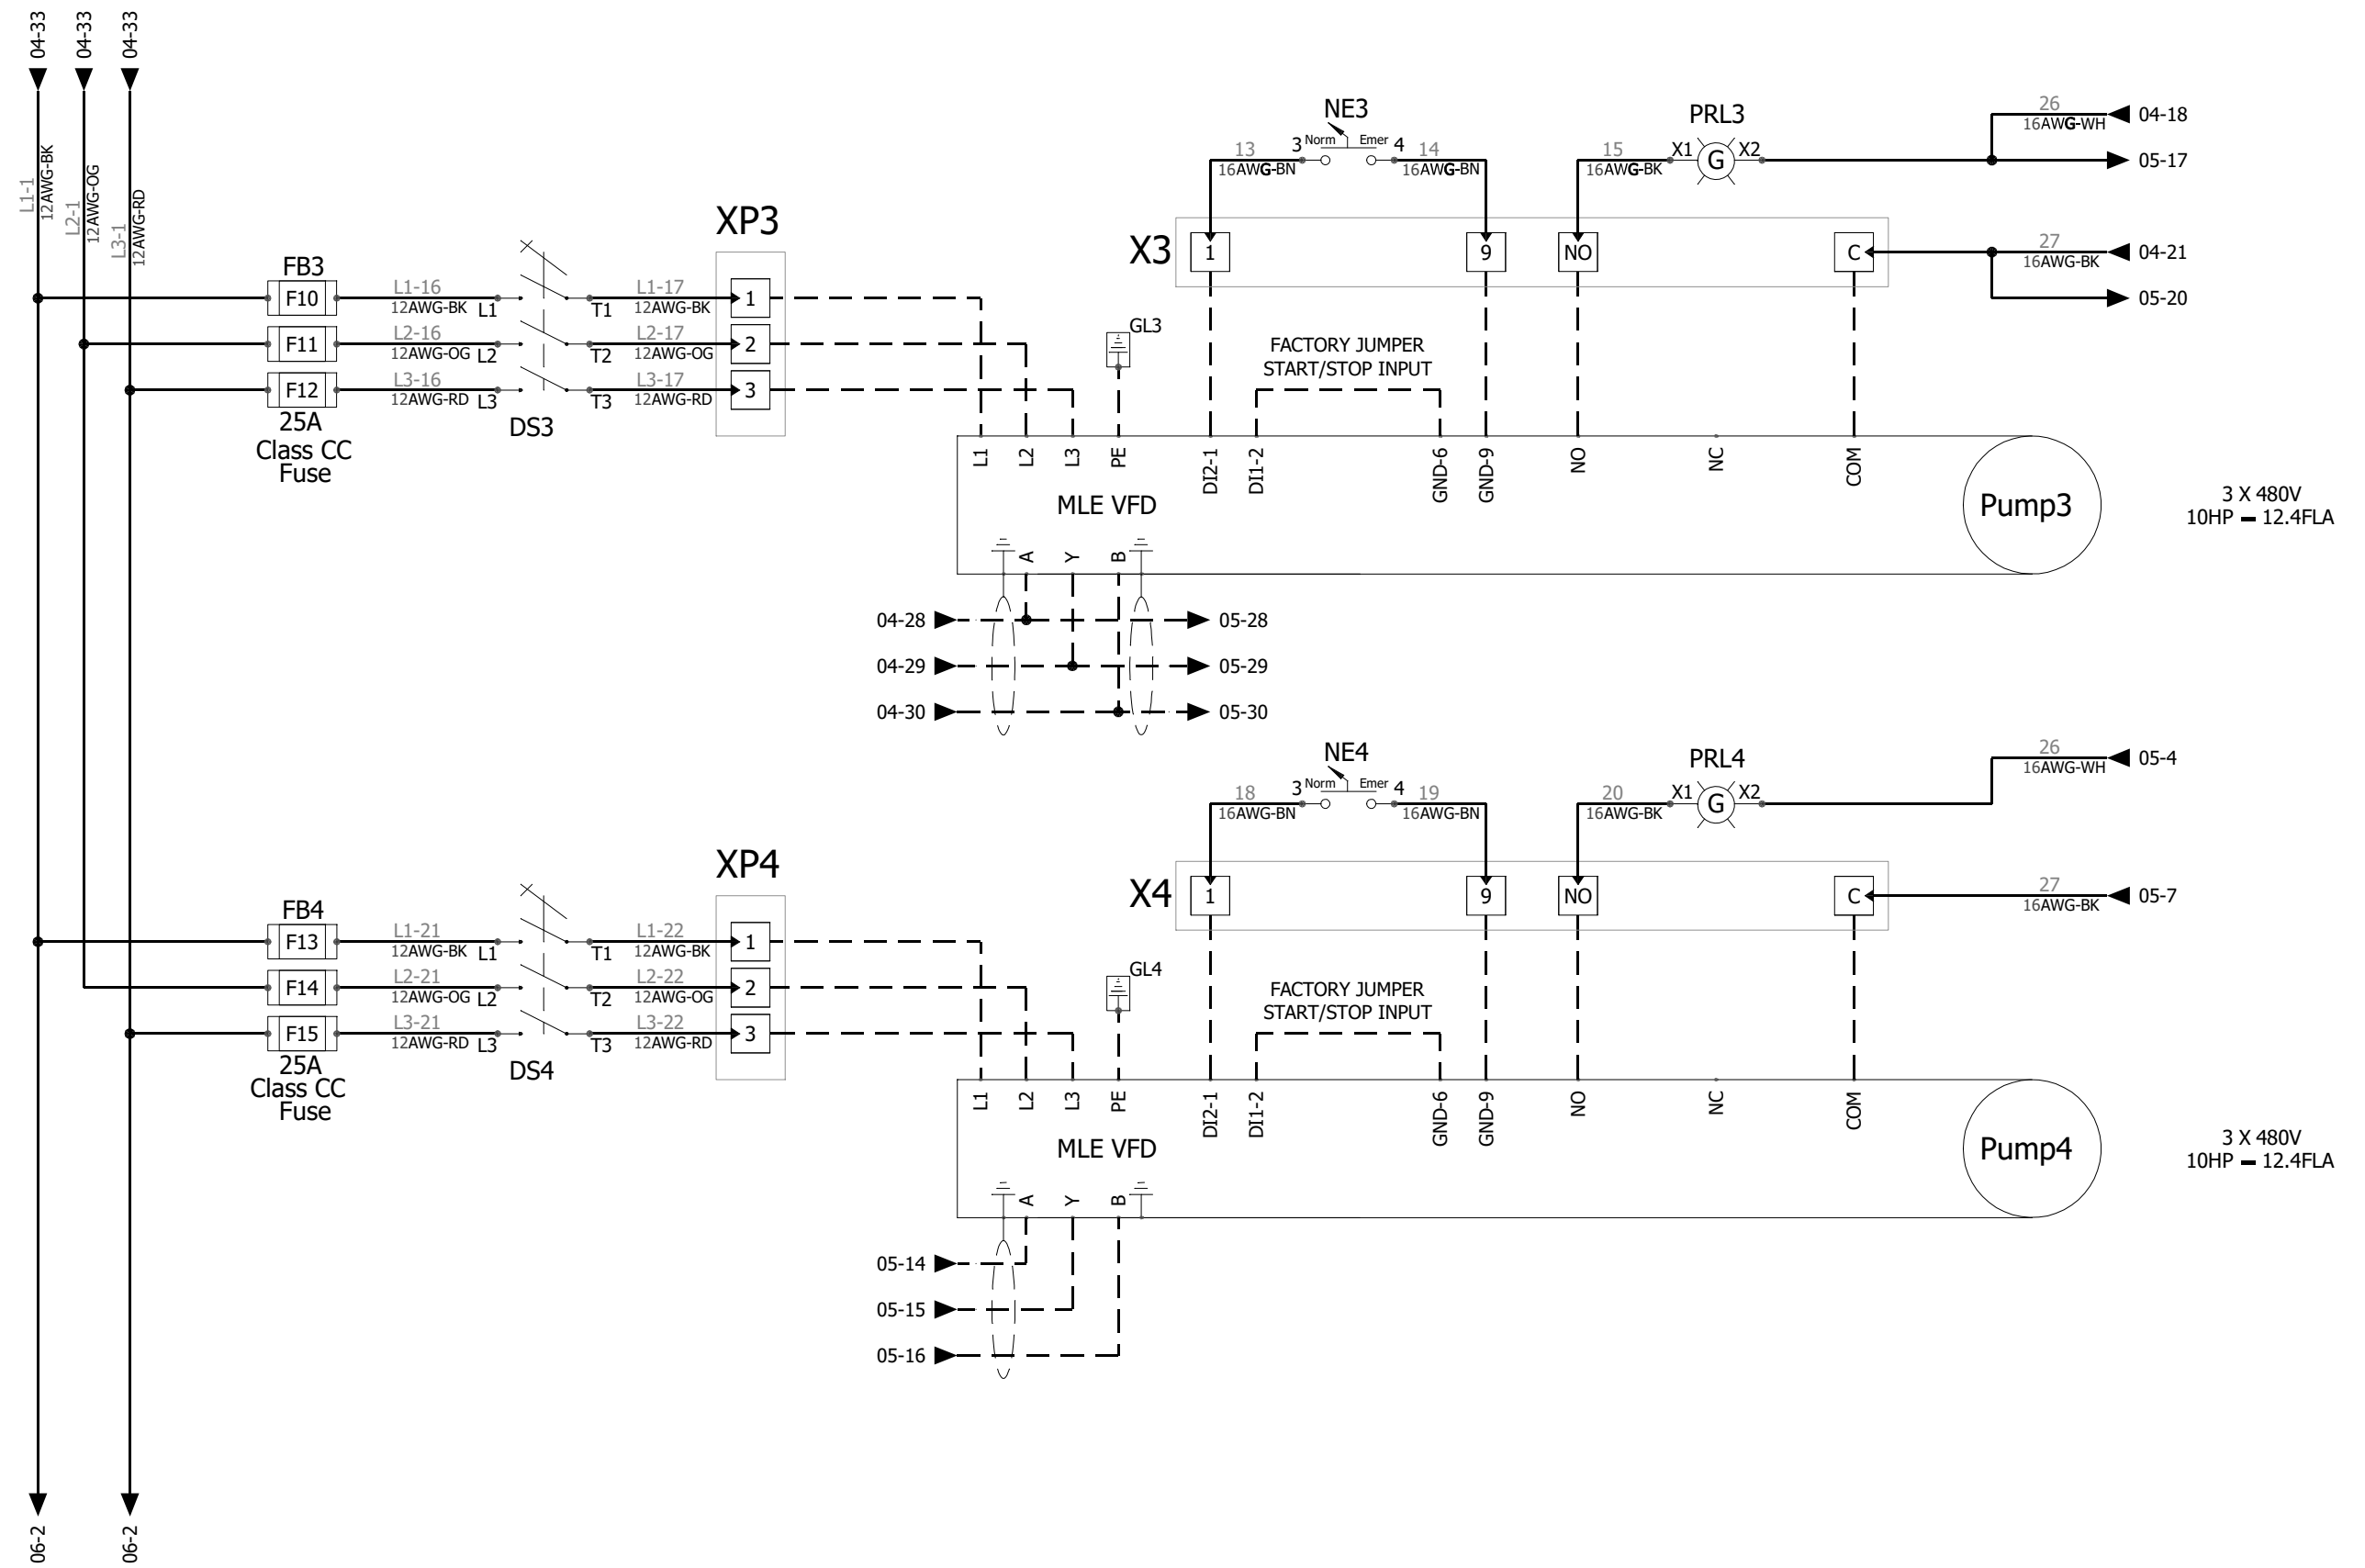 04-33
04-33
04-33
L1-1
12AWG-BK
L2-1
12AWG-OG
L3-1
12AWG-RD
NE3
13
16AWG-BN
3
Norm
Emer
4
14
16AWG-BN
PRL3
15
16AWG-BK
X1
G
X2
26
16AWG-WH
04-18
05-17
XP3
X3
1
9
NO
C
27
16AWG-BK
04-21
05-20
FB3
F10
L1-16
12AWG-BK
L1
T1
L1-17
12AWG-BK
1
F11
L2-16
12AWG-OG
L2
T2
L2-17
12AWG-OG
2
F12
L3-16
12AWG-RD
L3
T3
L3-17
12AWG-RD
3
25A
Class CC
Fuse
DS3
GL3
FACTORY JUMPER
START/STOP INPUT
L1
L2
L3
PE
DI2-1
DI1-2
GND-6
GND-9
NO
NC
COM
MLE VFD
Pump3
3 X 480V
10HP - 12.4FLA
A
Y
B
04-28
05-28
04-29
05-29
04-30
05-30
NE4
18
16AWG-BN
3
Norm
Emer
4
19
16AWG-BN
PRL4
20
16AWG-BK
X1
G
X2
26
16AWG-WH
05-4
XP4
X4
1
9
NO
C
27
16AWG-BK
05-7
FB4
F13
L1-21
12AWG-BK
L1
T1
L1-22
12AWG-BK
1
F14
L2-21
12AWG-OG
L2
T2
L2-22
12AWG-OG
2
F15
L3-21
12AWG-RD
L3
T3
L3-22
12AWG-RD
3
25A
Class CC
Fuse
DS4
GL4
FACTORY JUMPER
START/STOP INPUT
L1
L2
L3
PE
DI2-1
DI1-2
GND-6
GND-9
NO
NC
COM
MLE VFD
Pump4
3 X 480V
10HP - 12.4FLA
A
Y
B
05-14
05-15
05-16
06-2
06-2